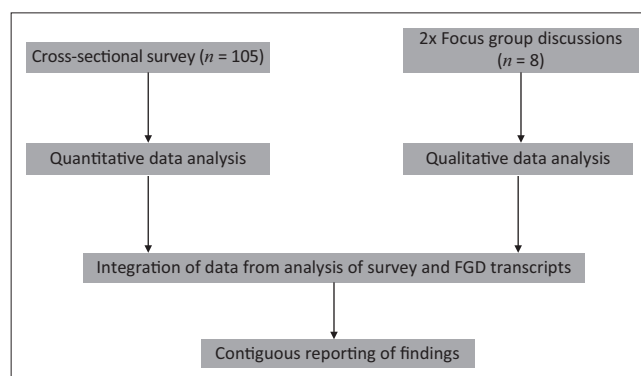 Cross-sectional survey (n = 105)
2x Focus group discussions
(n = 8)
Quantitative data analysis
Qualitative data analysis
Integration of data from analysis of survey and FGD transcripts
Contiguous reporting of findings